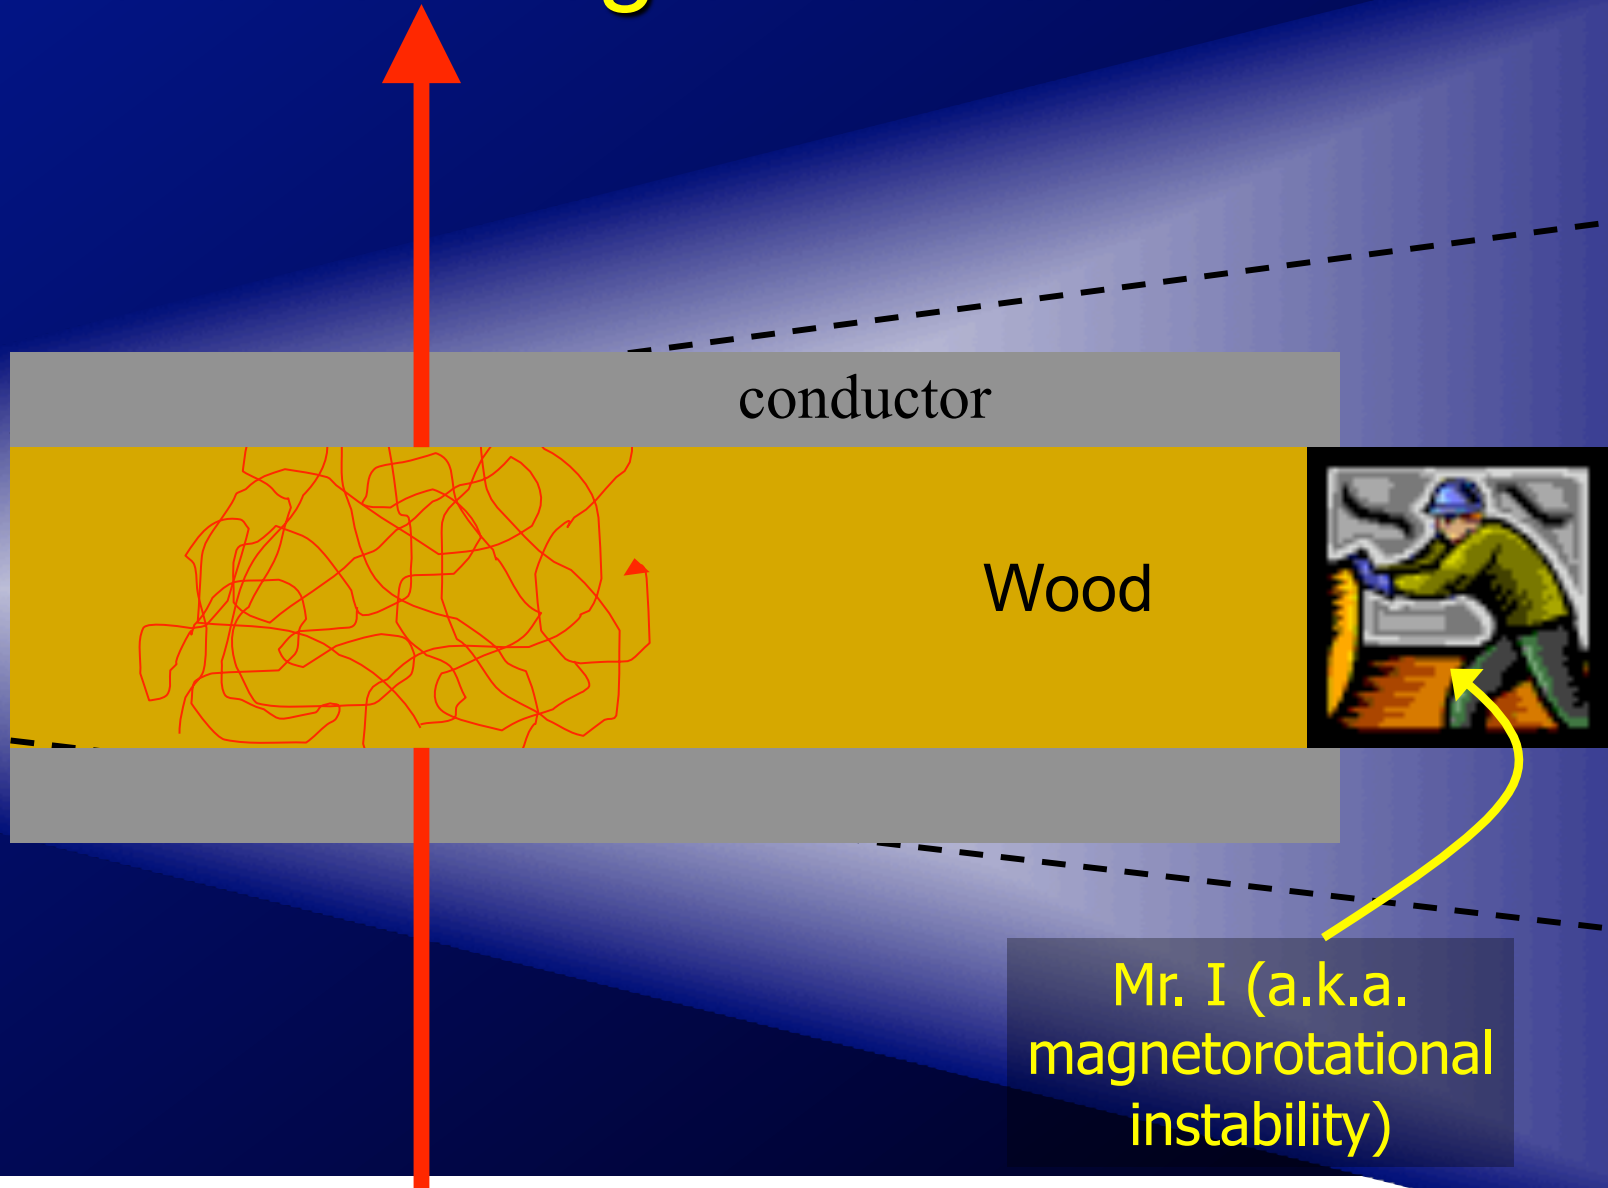 conductor
Wood
Mr. I (a.k.a.
magnetorotational
instability)